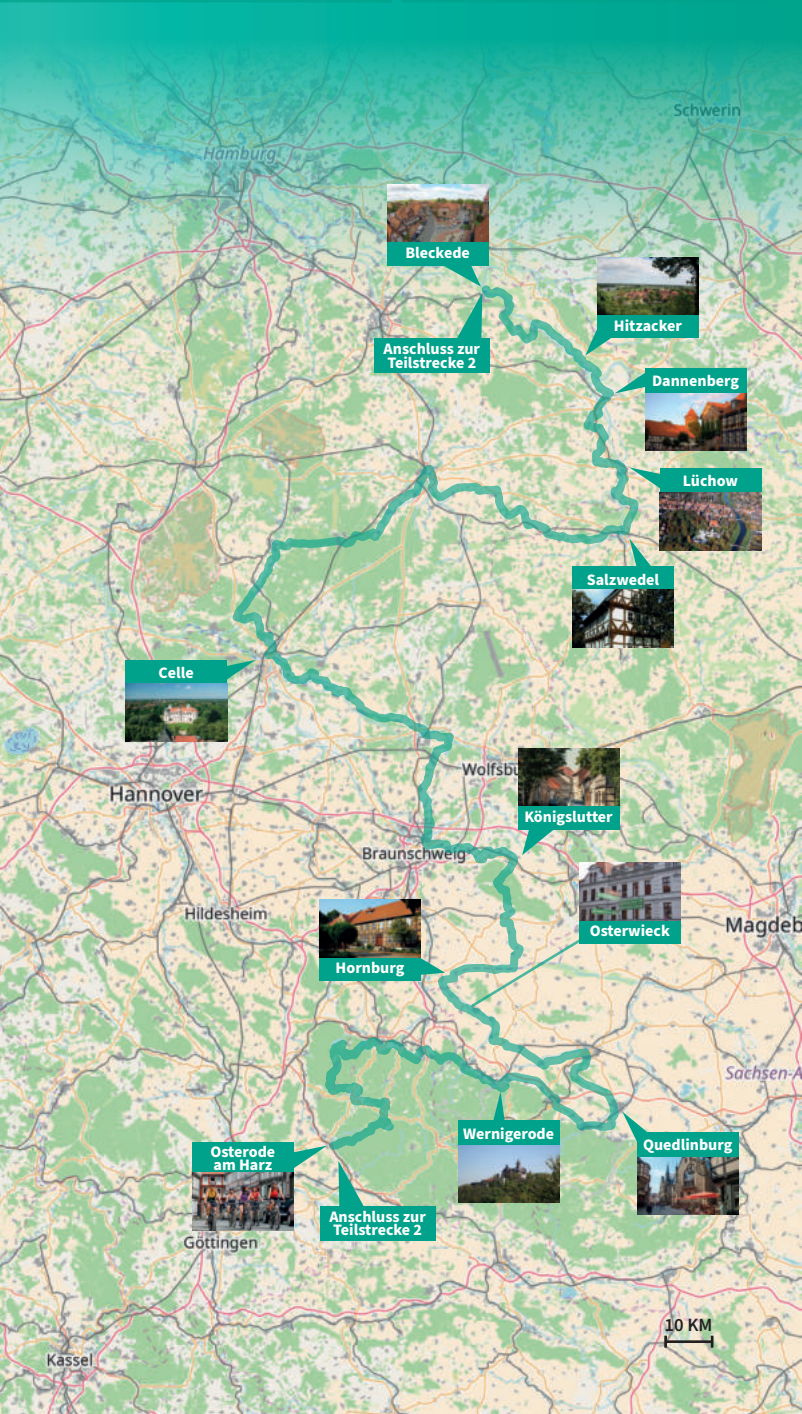 Schwerin
Hamburg
Bleckede
Hitzacker
Anschluss zur
Teilstrecke 2
Dannenberg
Lüchow
Salzwedel
Celle
Wolfsbu
Hannover
Königslutter
Braunschweig
Hildesheim
Osterwieck
Magdeb
Hornburg
Sachsen-A
Wernigerode
Quedlinburg
Osterode
am Harz
Anschluss zur
Teilstrecke 2
Göttingen
10 KM
Kassel